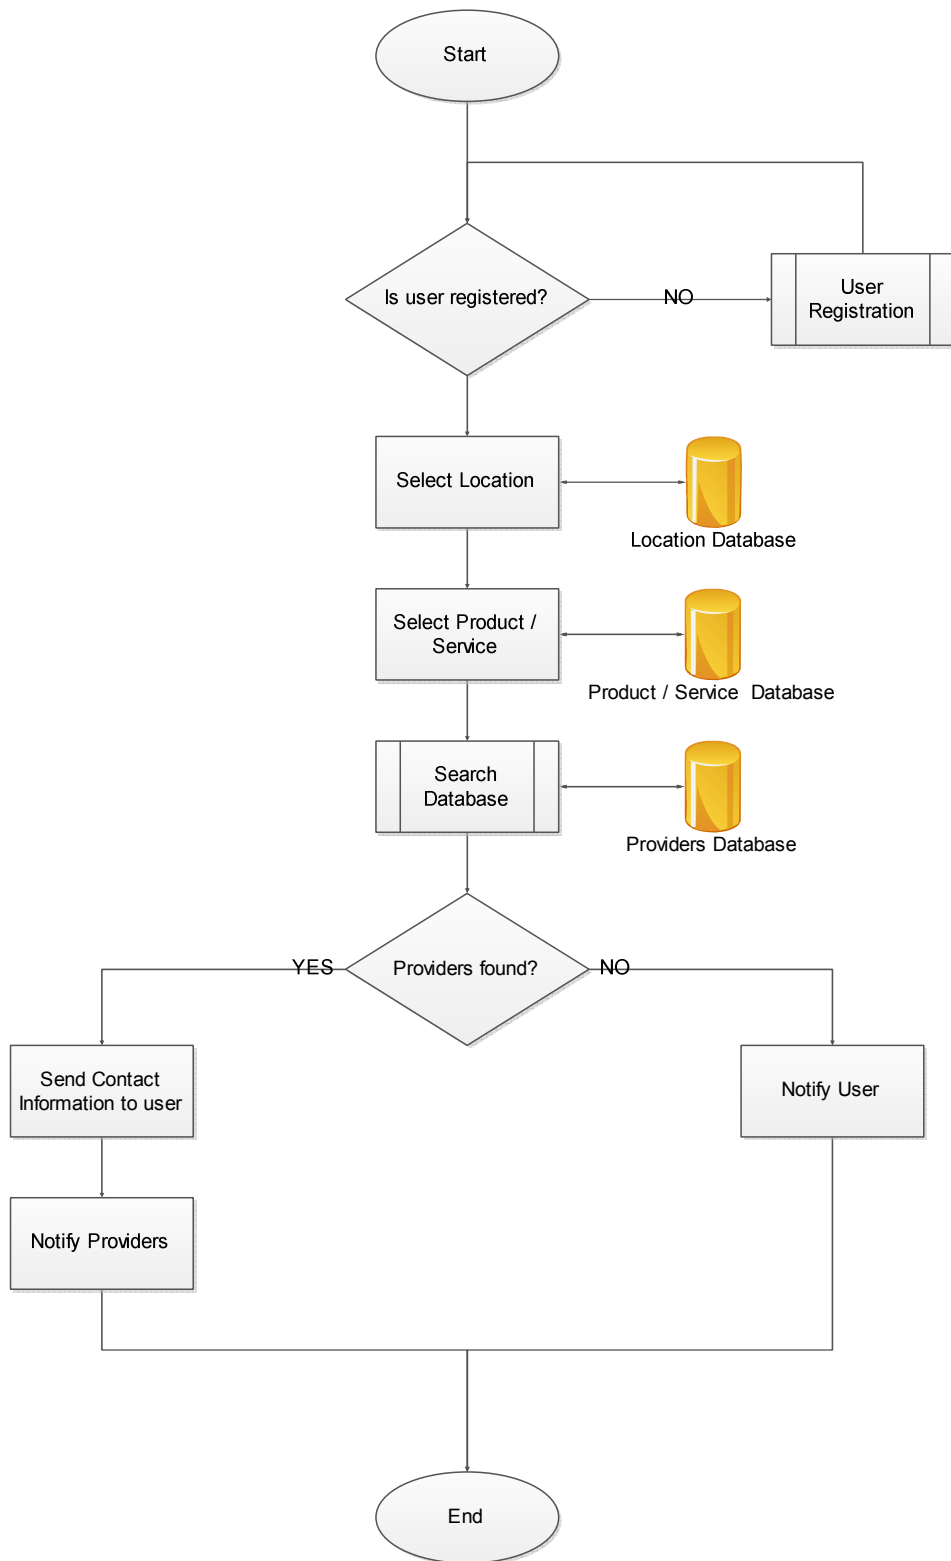 Start
Is user registered?
NO
User
Registration
Select Location
Location Database
Select Product /
Service
Product / Service  Database
Search
Database
Providers Database
YES
Providers found?
NO
Send Contact
Information to user
Notify User
Notify Providers
End